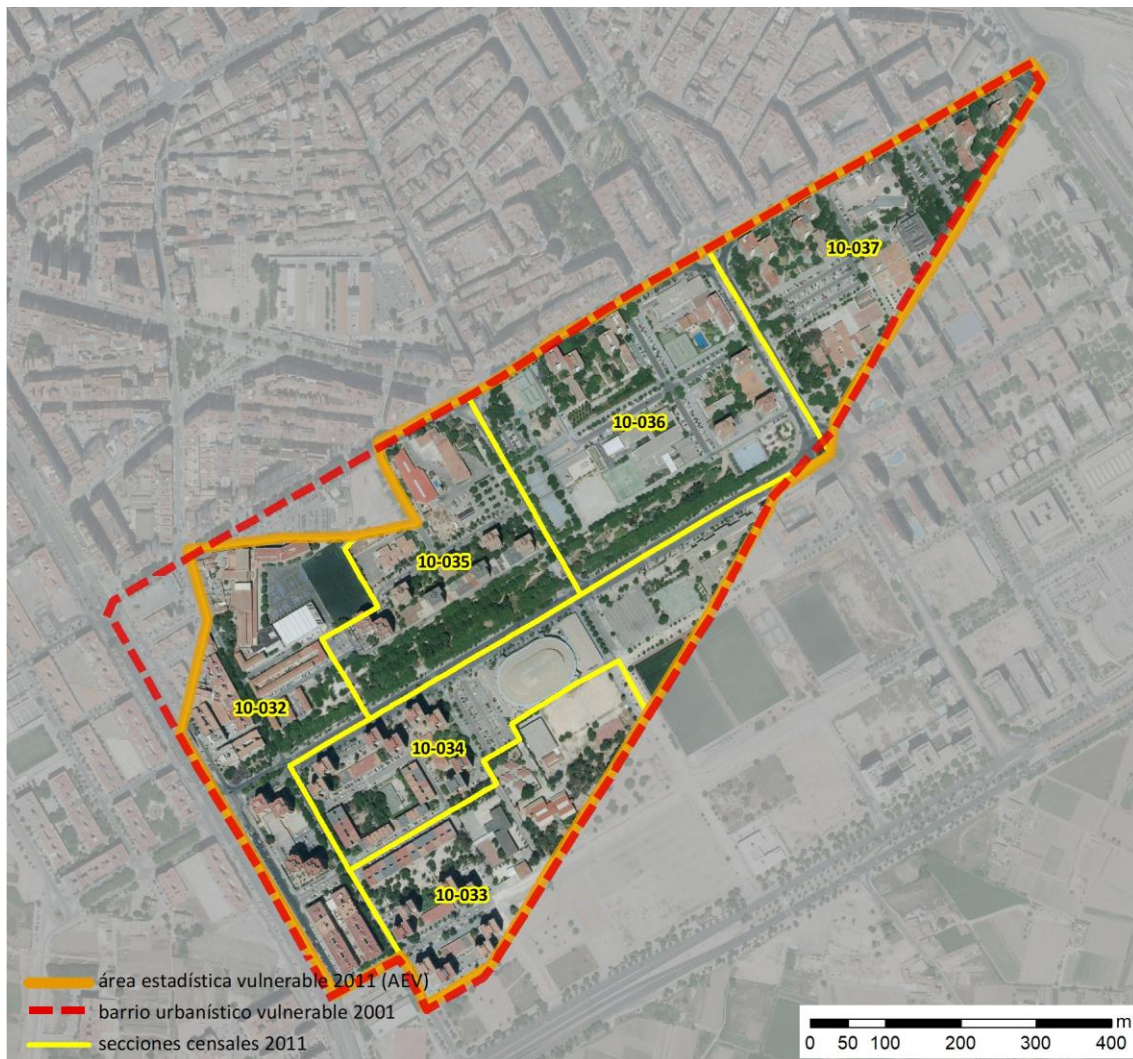 10-037
10-036
10-035
10-032
10-034
10-033
área estadística vulnerable 2011 (AEV)
barrio urbanístico vulnerable 2001
secciones censales 2011
m
0 50 100 200 300 400